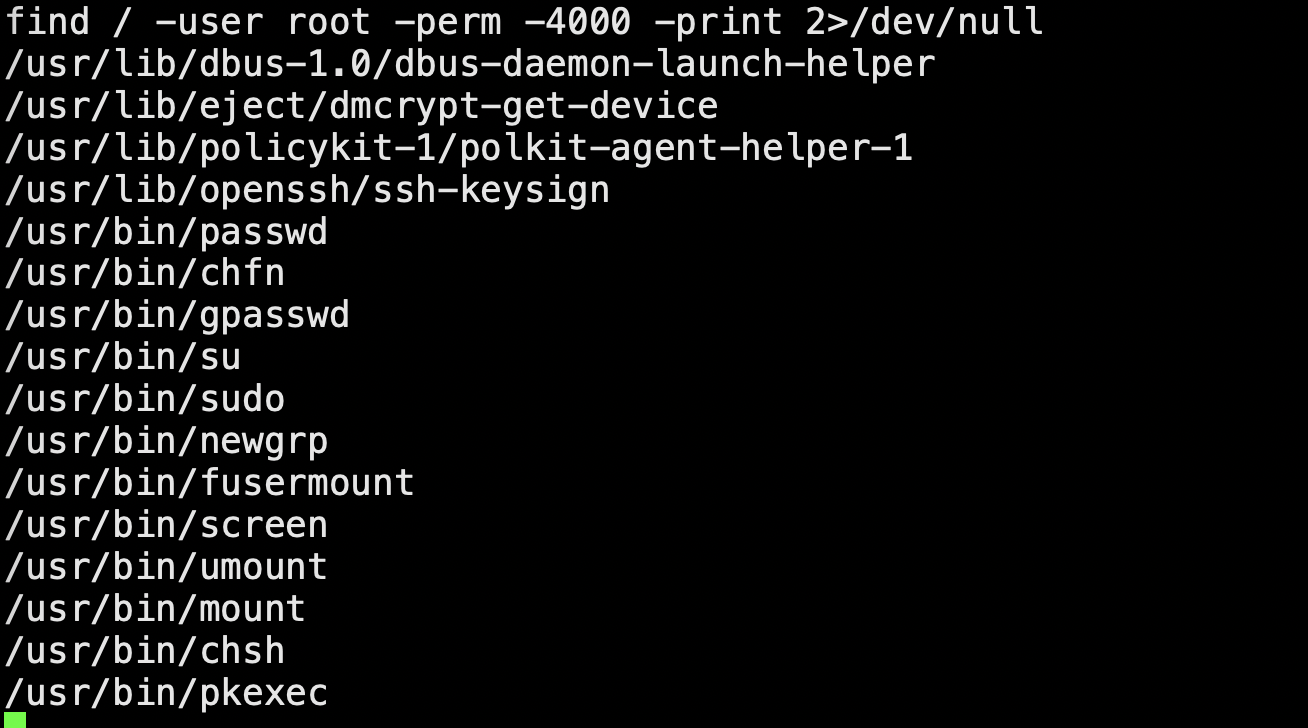 find / -user root -perm -4000 -print 2>/dev/null
/usr/lib/dbus-1.0/dbus-daemon-launch-helper
/usr/lib/eject/dmcrypt-get-device
/usr/lib/policykit-1/polkit-agent-helper-1
/usr/lib/openssh/ssh-keysign
/usr/bin/passwd
/usr/bin/chfn
/usr/bin/gpasswd
/usr/bin/su
/usr/bin/sudo
/usr/bin/newgrp
/usr/bin/fusermount
/usr/bin/screen
/usr/bin/umount
/usr/bin/mount
/usr/bin/chsh
/usr/bin/pkexec